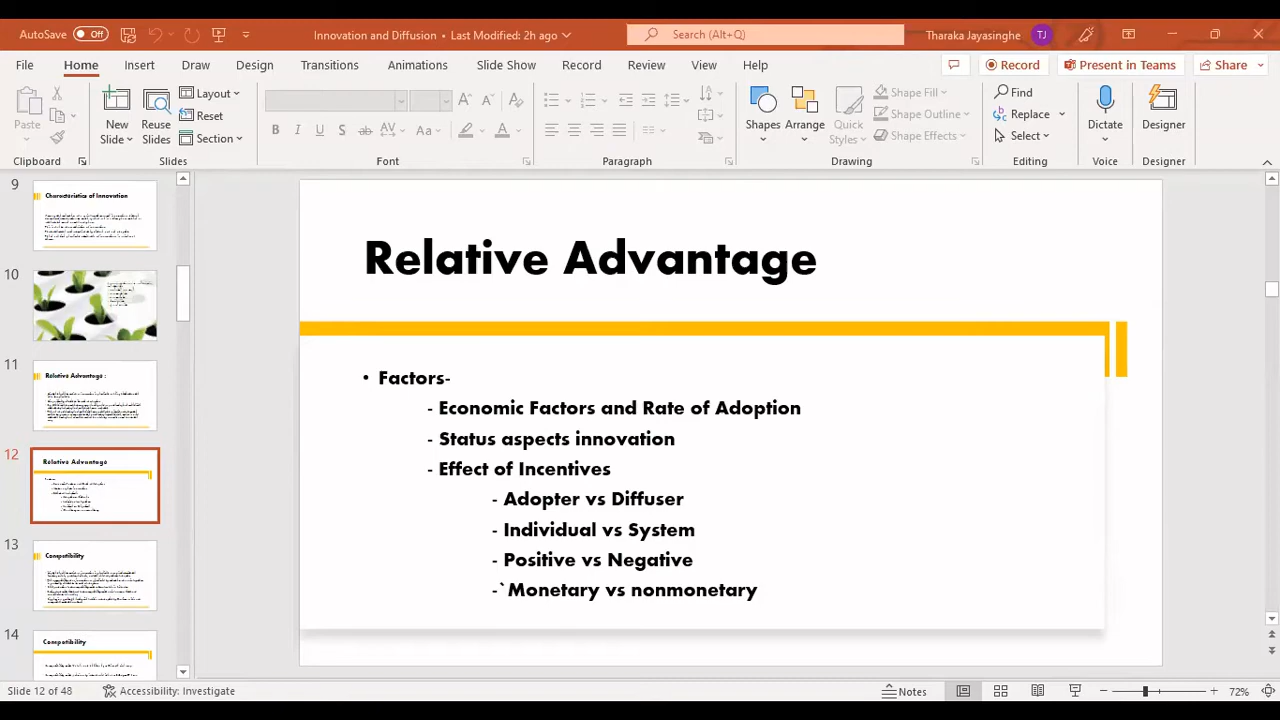 AutoSave Off Innovation and Diffusion • Last Modified: 2h ago Search (Alt+Q) Tharaka Jayasinghe TJ
File Home Insert Draw Design Transitions Animations Slide Show Record Review View Help Record Present in Teams Share
Paste New Slides Reuse Slides Layout Reset Section
Shapes Arrange Quick Styles Shape Fill Shape Outline Shape Effects
Find Replace Select Dictate Designer
Clipboard Slides Font Paragraph Drawing Editing Voice Designer
9
Characteristics of Innovation
10
11
Relative Advantage :
12
Relative Advantage
13
Compatibility
14
Compatibility
Relative Advantage
• Factors-
- Economic Factors and Rate of Adoption
- Status aspects innovation
- Effect of Incentives
- Adopter vs Diffuser
- Individual vs System
- Positive vs Negative
-`Monetary vs nonmonetary
Slide 12 of 48 Accessibility: Investigate Notes 72%